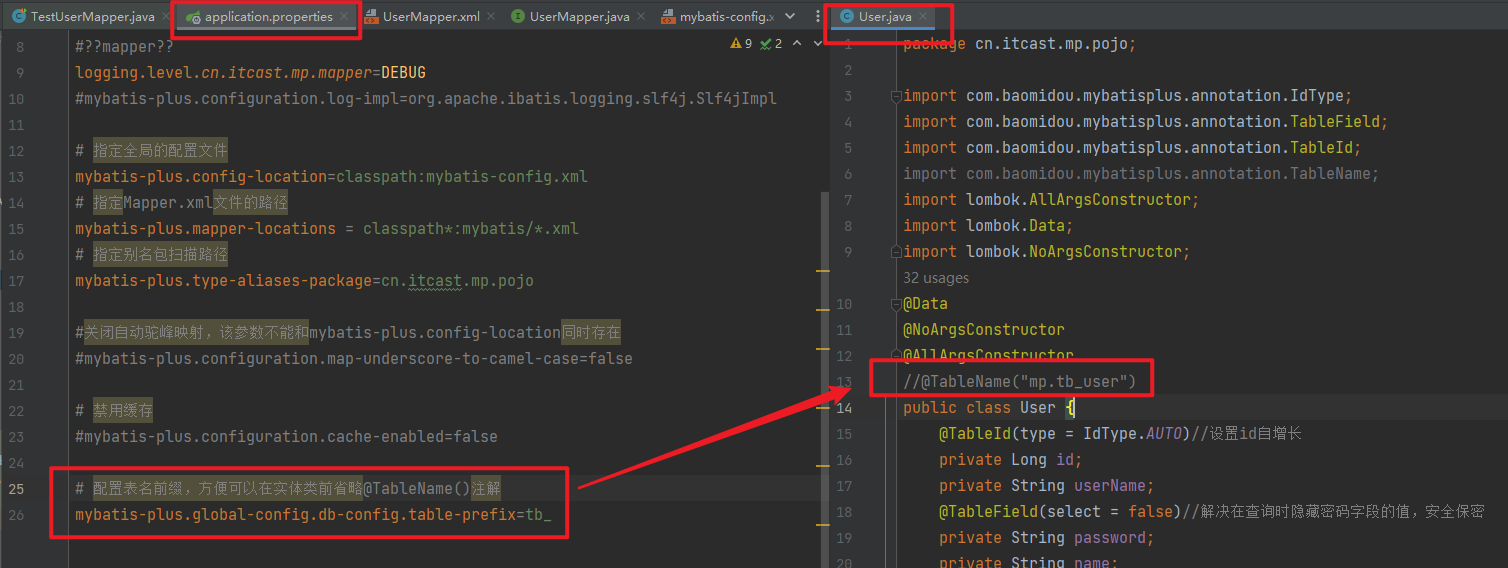 TestUserMapper.java application.properties UserMapper.xml UserMapper.java mybatis-config.x User.java
9 2
8 #??mapper??
9 logging.level.cn.itcast.mp.mapper=DEBUG
10 #mybatis-plus.configuration.log-impl=org.apache.ibatis.logging.slf4j.Slf4jImpl
11
12 # 指定全局的配置文件
13 mybatis-plus.config-location=classpath:mybatis-config.xml
14 # 指定Mapper.xml文件的路径
15 mybatis-plus.mapper-locations = classpath*:mybatis/*.xml
16 # 指定别名包扫描路径
17 mybatis-plus.type-aliases-package=cn.itcast.mp.pojo
18
19 #关闭自动驼峰映射，该参数不能和mybatis-plus.config-location同时存在
20 #mybatis-plus.configuration.map-underscore-to-camel-case=false
21
22 # 禁用缓存
23 #mybatis-plus.configuration.cache-enabled=false
24
25 # 配置表名前缀，方便可以在实体类前省略@TableName()注解
26 mybatis-plus.global-config.db-config.table-prefix=tb_
1 package cn.itcast.mp.pojo;
2
3 import com.baomidou.mybatisplus.annotation.IdType;
4 import com.baomidou.mybatisplus.annotation.TableField;
5 import com.baomidou.mybatisplus.annotation.TableId;
6 import com.baomidou.mybatisplus.annotation.TableName;
7 import lombok.AllArgsConstructor;
8 import lombok.Data;
9 import lombok.NoArgsConstructor;
32 usages
10 @Data
11 @NoArgsConstructor
12 @AllArgsConstructor
13 //@TableName("mp.tb_user")
14 public class User {
15 @TableId(type = IdType.AUTO)//设置id自增长
16 private Long id;
17 private String userName;
18 @TableField(select = false)//解决在查询时隐藏密码字段的值，安全保密
19 private String password;
20 private String name;